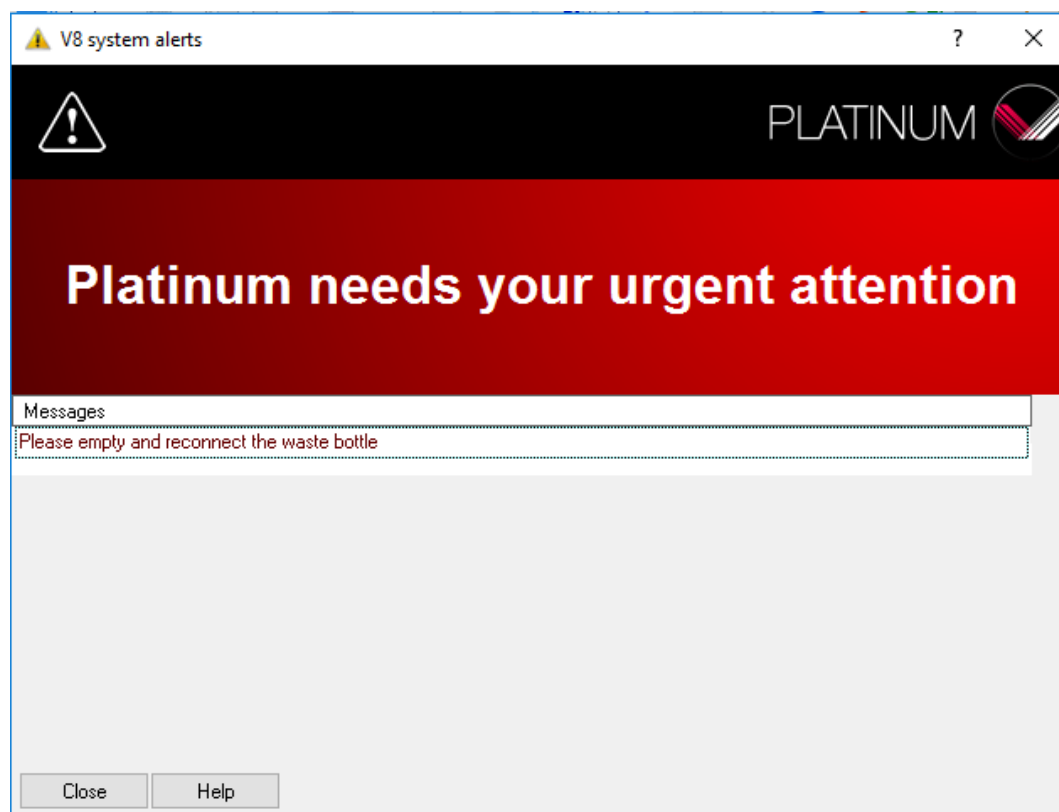 V8 system alerts
PLATINUM
Platinum needs your urgent attention
Messages
Please empty and reconnect the waste bottle
Close Help